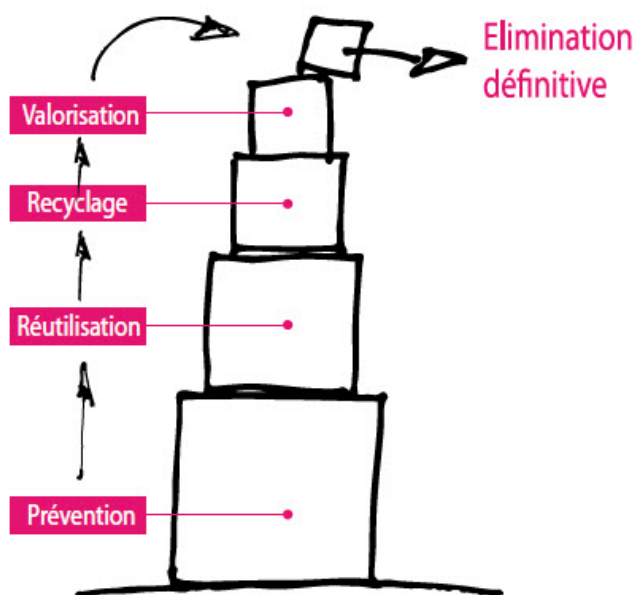 Elimination
définitive
Valorisation
Recyclage
Réutilisation
Prévention